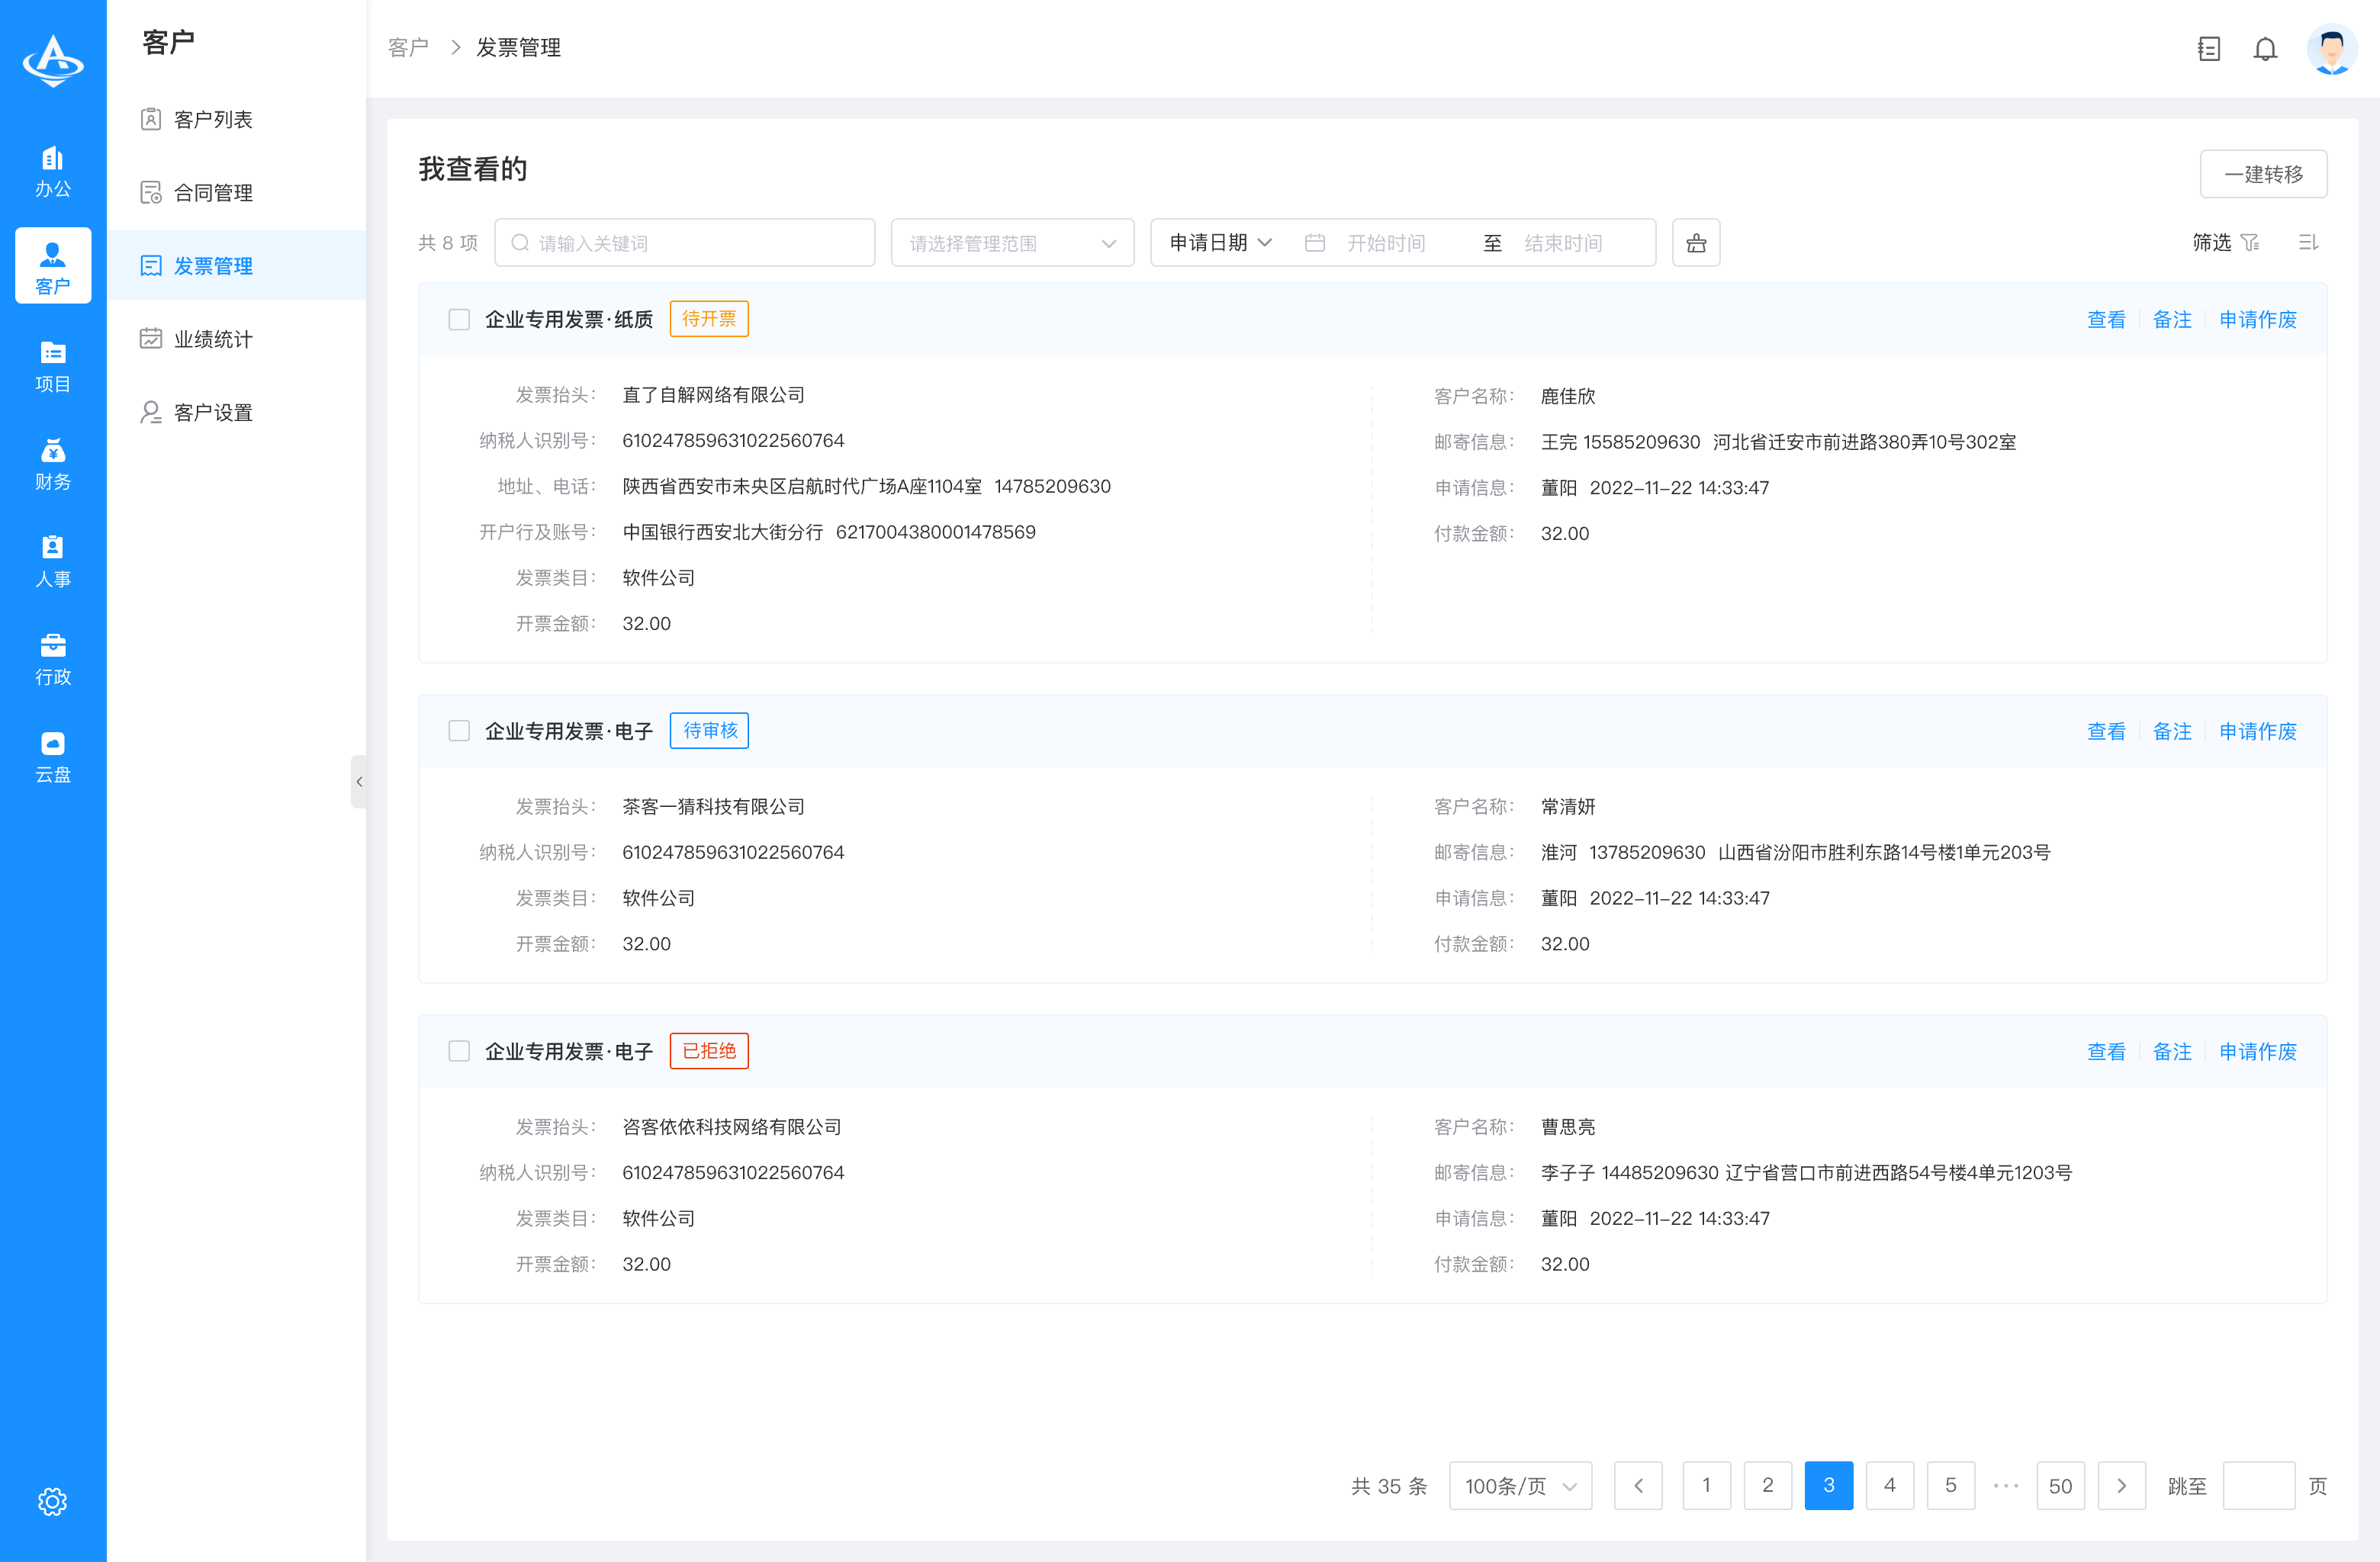 办公
客户
项目
财务
人事
行政
云盘
客户
客户列表
合同管理
发票管理
业绩统计
客户设置
客户 > 发票管理
我查看的
一建转移
共 8 项 请输入关键词 请选择管理范围 申请日期 开始时间 至 结束时间 筛选
企业专用发票·纸质 待开票 查看 备注 申请作废
发票抬头： 直了自解网络有限公司
纳税人识别号： 610247859631022560764
地址、电话： 陕西省西安市未央区启航时代广场A座1104室 14785209630
开户行及账号： 中国银行西安北大街分行 6217004380001478569
发票类目： 软件公司
开票金额： 32.00
客户名称： 鹿佳欣
邮寄信息： 王完 15585209630 河北省迁安市前进路380弄10号302室
申请信息： 董阳 2022-11-22 14:33:47
付款金额： 32.00
企业专用发票·电子 待审核 查看 备注 申请作废
发票抬头： 茶客一猜科技有限公司
纳税人识别号： 610247859631022560764
发票类目： 软件公司
开票金额： 32.00
客户名称： 常清妍
邮寄信息： 淮河 13785209630 山西省汾阳市胜利东路14号楼1单元203号
申请信息： 董阳 2022-11-22 14:33:47
付款金额： 32.00
企业专用发票·电子 已拒绝 查看 备注 申请作废
发票抬头： 咨客依依科技网络有限公司
纳税人识别号： 610247859631022560764
发票类目： 软件公司
开票金额： 32.00
客户名称： 曹思亮
邮寄信息： 李子子 14485209630 辽宁省营口市前进西路54号楼4单元1203号
申请信息： 董阳 2022-11-22 14:33:47
付款金额： 32.00
共 35 条 100条/页 < 1 2 3 4 5 ··· 50 > 跳至 页